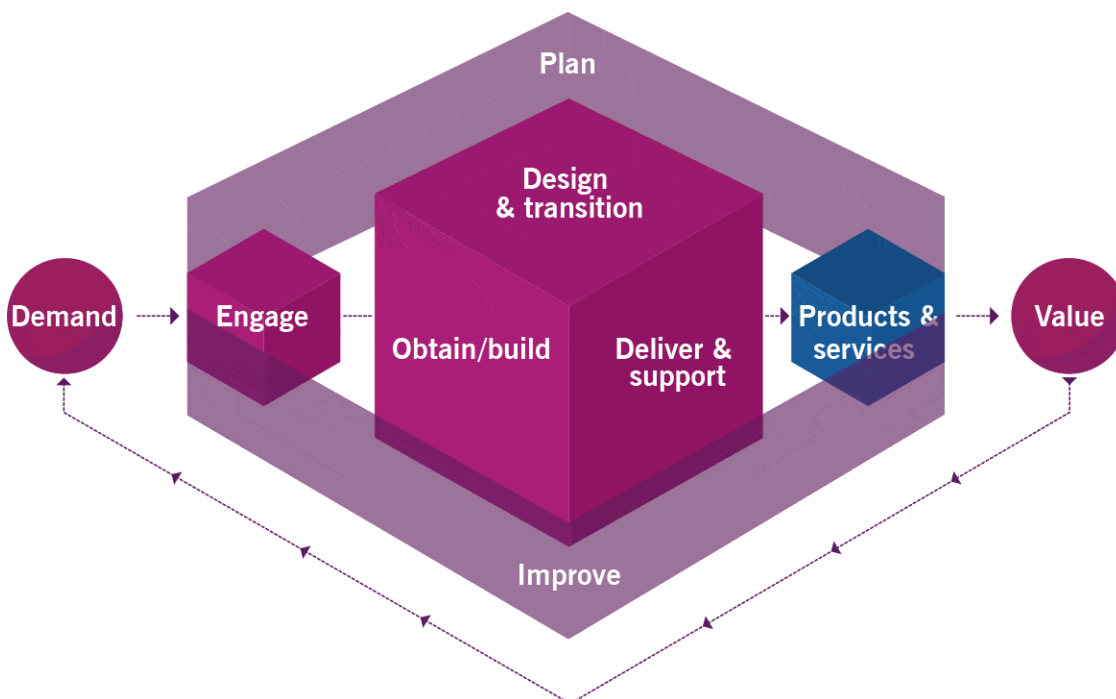 Plan
Design
& transition
Demand
Engage
Obtain/build
Deliver &
support
Products &
services
Value
Improve